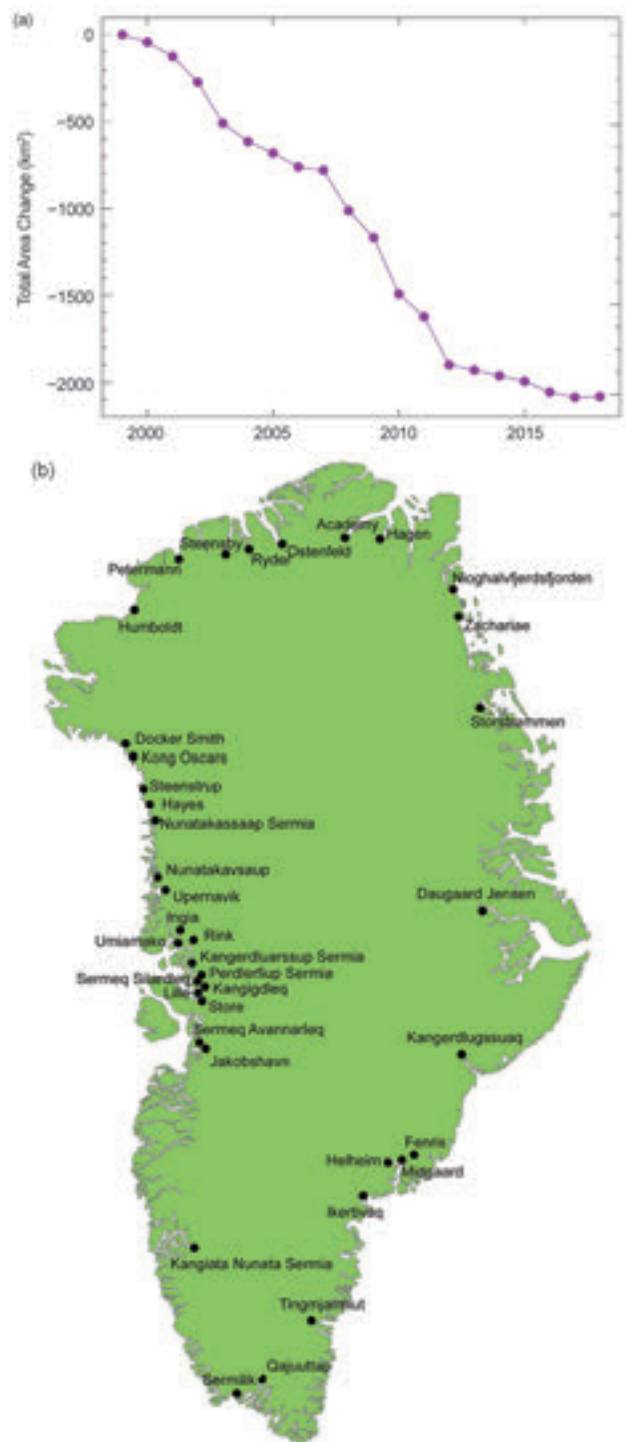 (a)
0
−500
−1000
−1500
−2000
Total Area Change (km²)
2000 2005 2010 2015
(b)
Academy
Steensby
Hagen
Ostenfeld
Ryder
Petermann
Nioghalvfjerdsfjorden
Humboldt
Zachariae
Storstrømmen
Docker Smith
Kong Oscars
Steenstrup
Hayes
Nunatakassaap Sermia
Nunatakavsaup
Upernavik
Daugaard Jensen
Ingia
Umiamako
Rink
Kangerdluarssup Sermia
Perdlerfiup Sermia
Sermeq Silardleq
Kangigdleq
Lille
Store
Sermeq Avannarleq
Kangerdlugssuaq
Jakobshavn
Fenris
Helheim
Midgaard
Ikertivaq
Kangiata Nunata Sermia
Tingmjarmiut
Qajuuttap
Sermilik